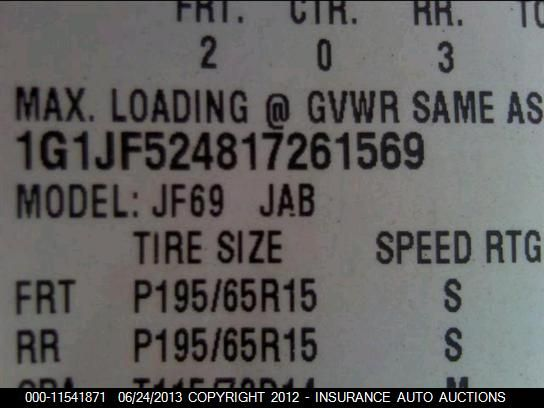 FRT. CTR. RR.
2 0 3
MAX. LOADING @ GVWR SAME AS
1G1JF524817261569
MODEL: JF69 JAB
TIRE SIZE SPEED RTG
FRT P195/65R15 S
RR P195/65R15 S
000-11541871 06/24/2013 COPYRIGHT 2012 - INSURANCE AUTO AUCTIONS